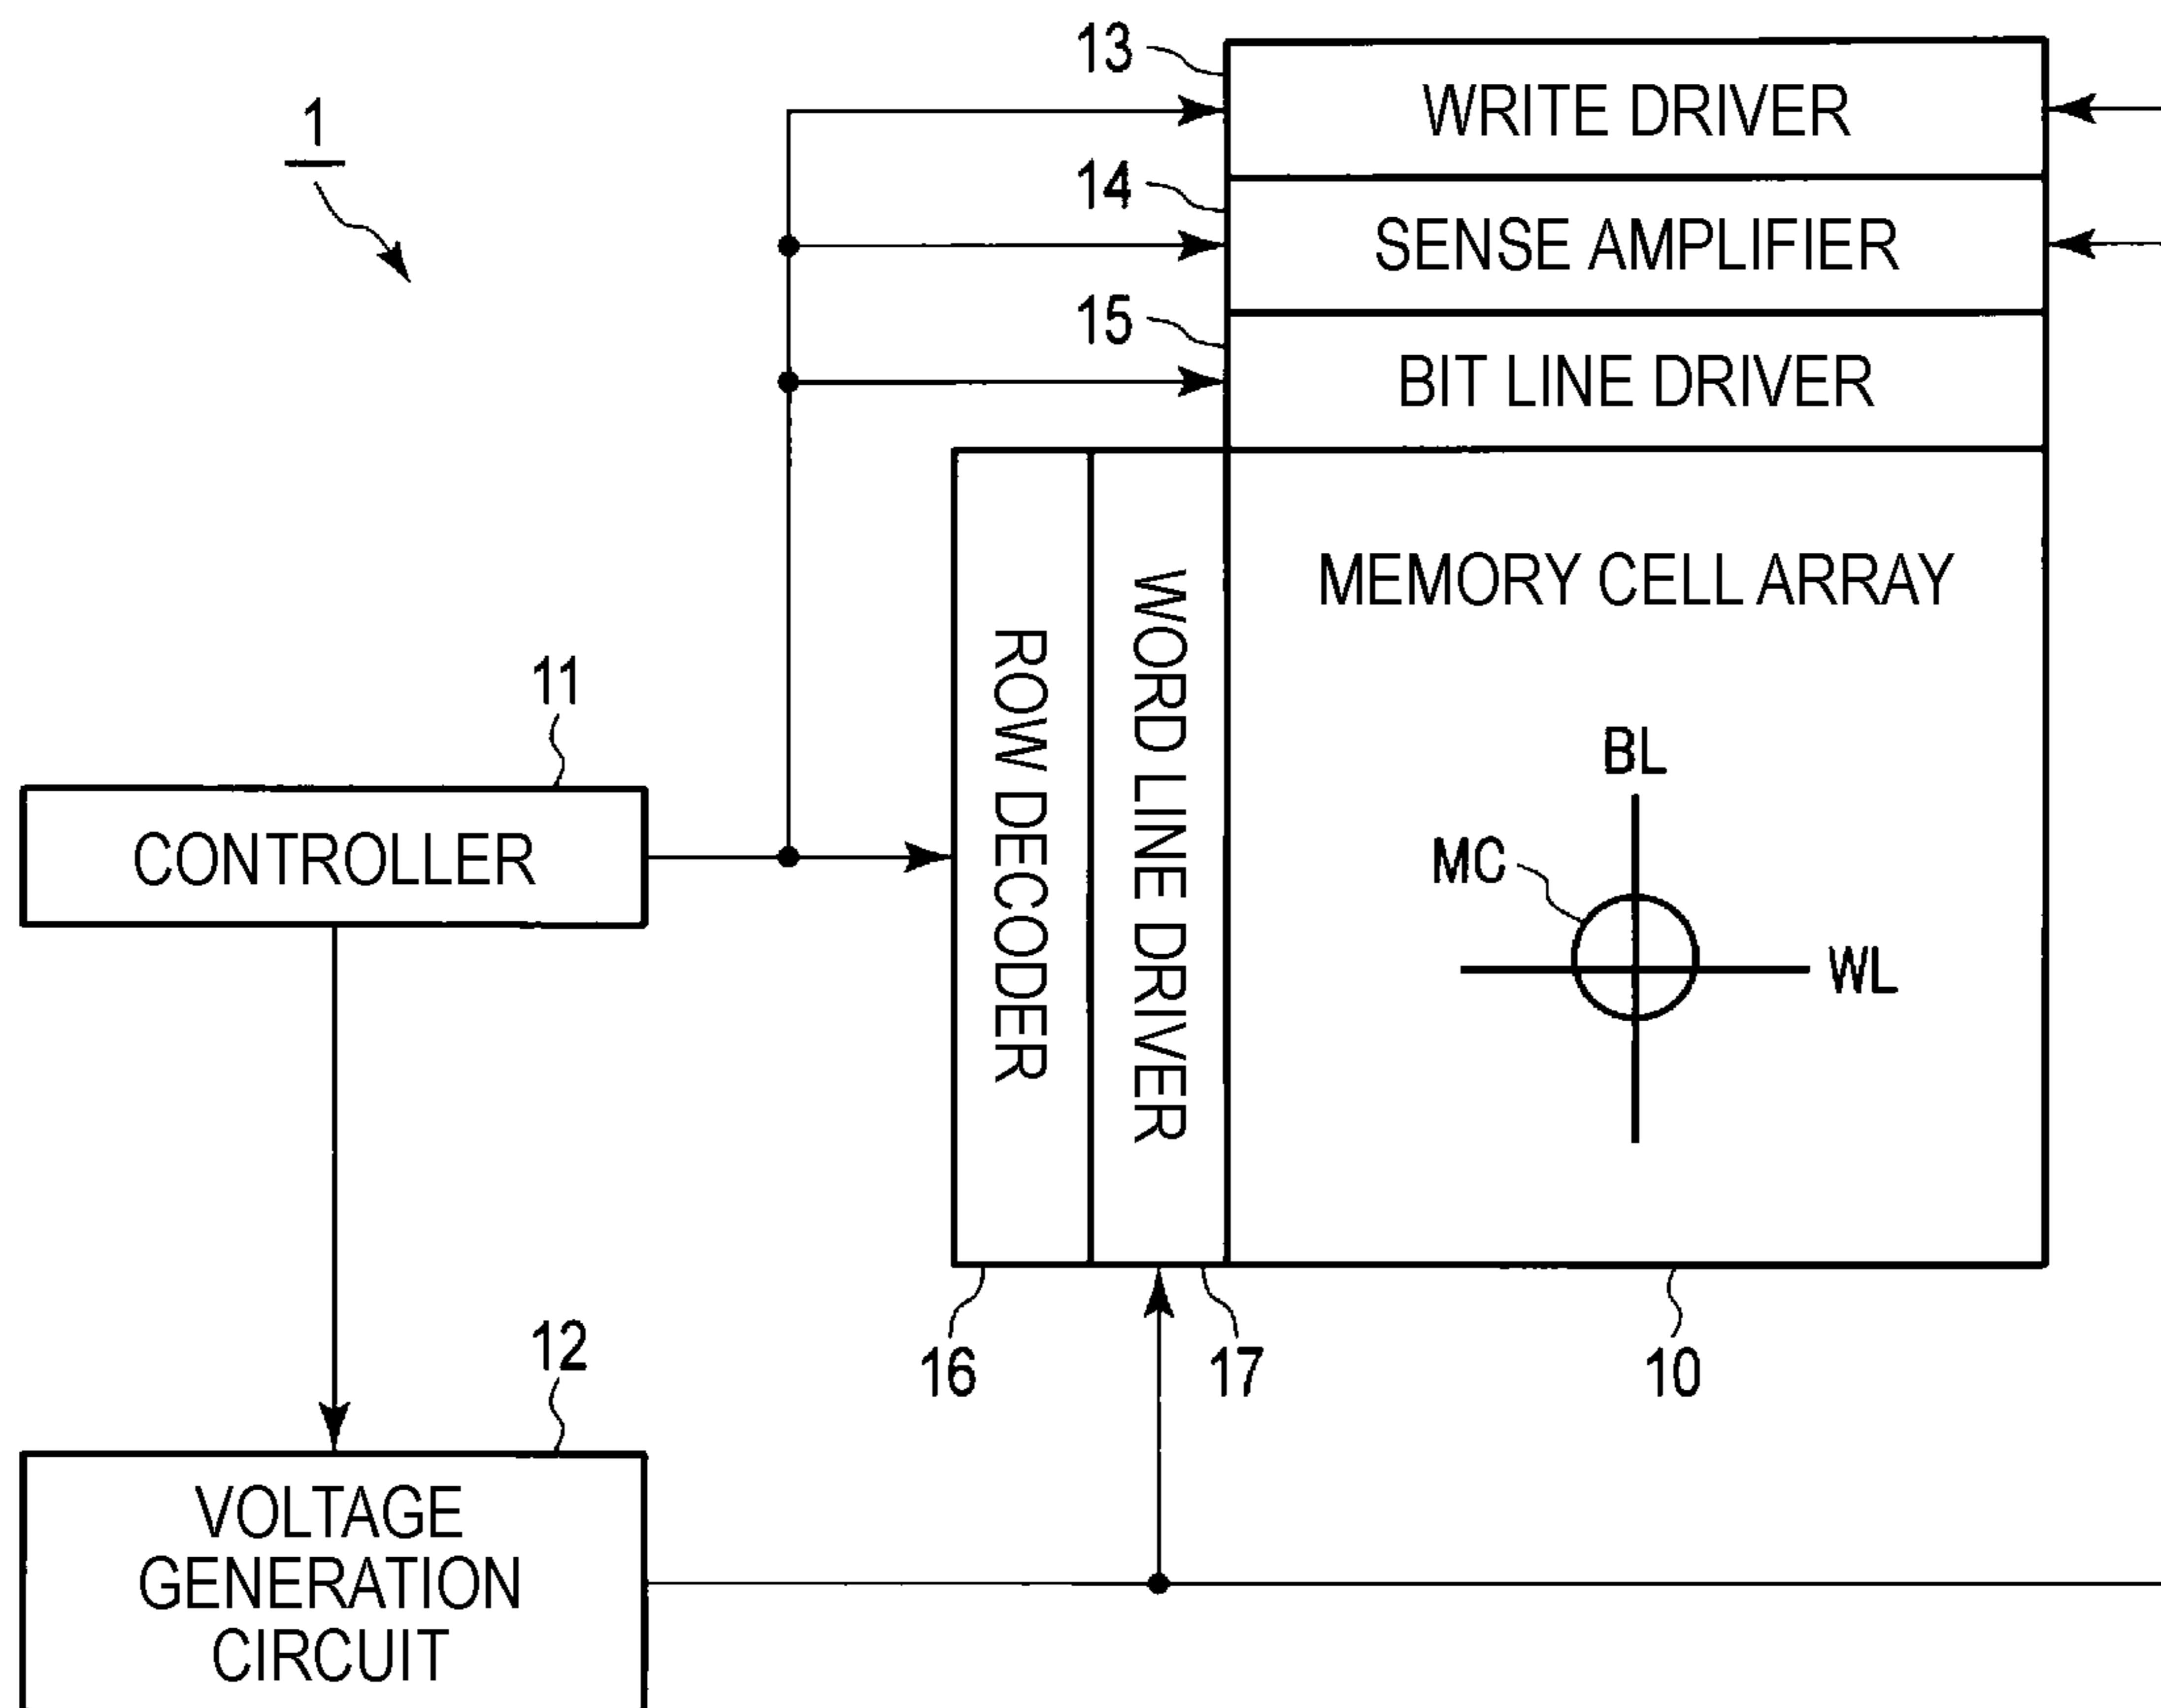 1
13
WRITE DRIVER
14
SENSE AMPLIFIER
15
BIT LINE DRIVER
MEMORY CELL ARRAY
ROW DECODER
WORD LINE DRIVER
BL
MC
WL
11
CONTROLLER
16
17
10
12
VOLTAGE
GENERATION
CIRCUIT